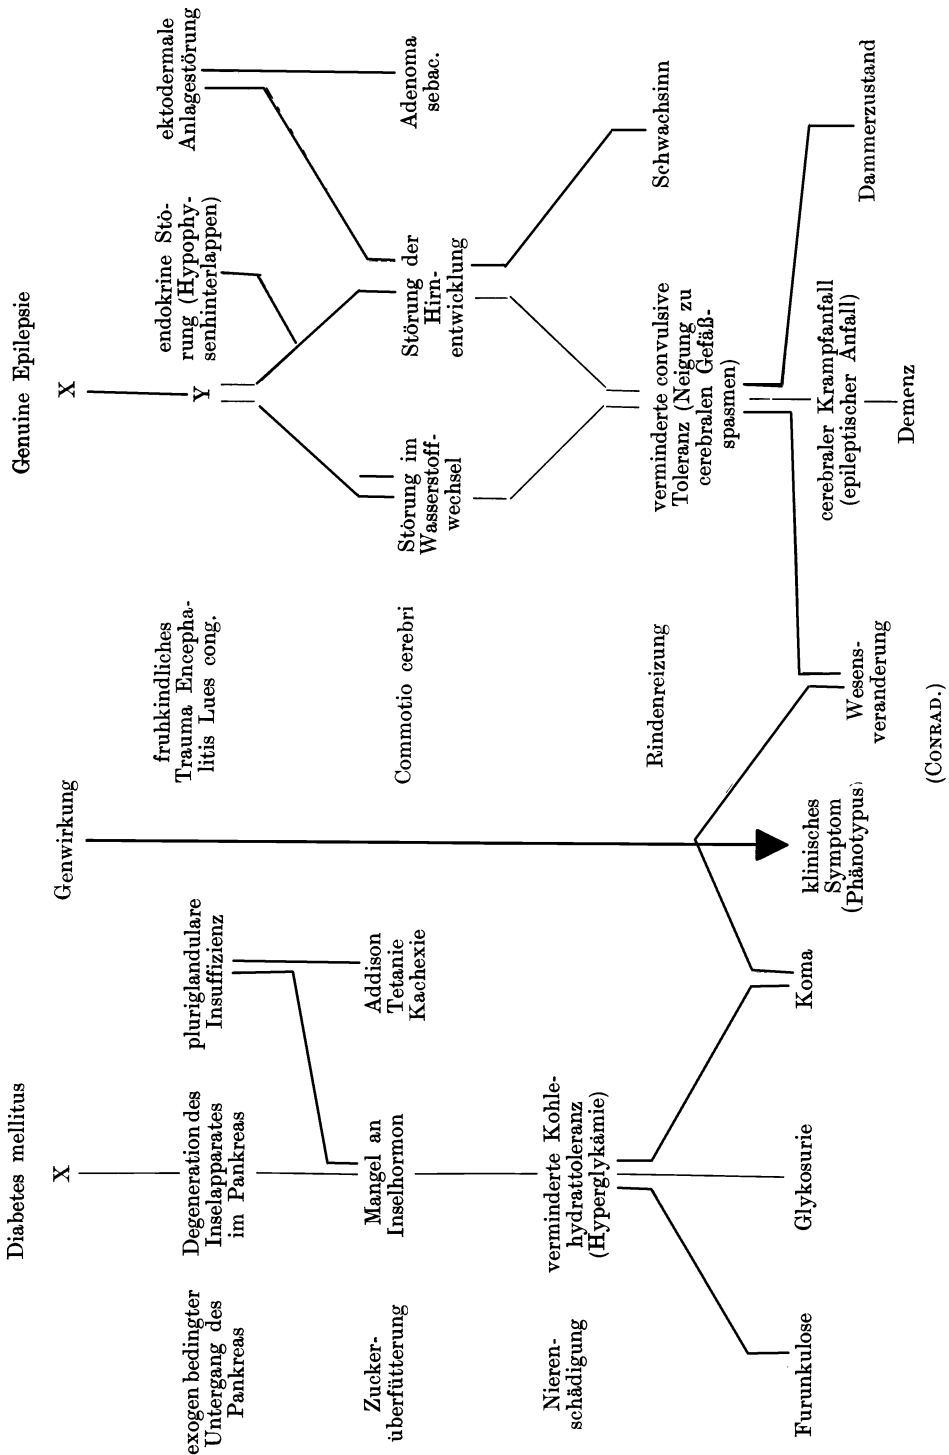 Diabetes mellitus
Genuine Epilepsie
X
Genwirkung
X
exogen bedingter
Untergang des
Pankreas
Degeneration des
Inselapparates
im Pankreas
pluriglandulare
Insuffizienz
fruhkindliches
Trauma Encepha-
litis Lues cong.
Y
endokrine Stö-
rung (Hypophy-
senhinterlappen)
ektodermale
Anlagestörung
Zucker-
überfütterung
Mangel an
Inselhormon
Addison
Tetanie
Kachexie
Commotio cerebri
Störung im
Wasserstoff-
wechsel
Störung der
Hirn-
entwicklung
Adenoma
sebac.
Nieren-
schädigung
verminderte Kohle-
hydrattoleranz
(Hyperglykämie)
Rindenreizung
verminderte convulsive
Toleranz (Neigung zu
cerebralen Gefäß-
spasmen)
Schwachsinn
Furunkulose
Glykosurie
Koma
klinisches
Symptom
(Phänotypus)
Wesens-
veranderung
cerebraler Krampfanfall
(epileptischer Anfall)
Dammerzustand
Demenz
(CONRAD.)